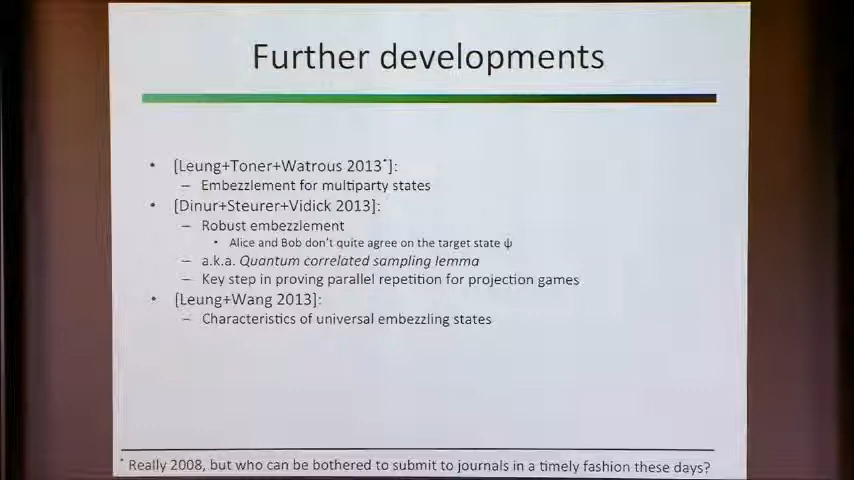 Further developments
• [Leung+Toner+Watrous 2013*]:
– Embezzlement for multiparty states
• [Dinur+Steurer+Vidick 2013]:
– Robust embezzlement
• Alice and Bob don't quite agree on the target state ψ
– a.k.a. Quantum correlated sampling lemma
– Key step in proving parallel repetition for projection games
• [Leung+Wang 2013]:
– Characteristics of universal embezzling states
* Really 2008, but who can be bothered to submit to journals in a timely fashion these days?